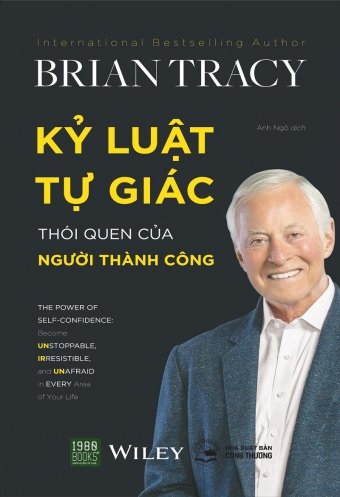 International Bestselling Author
BRIAN TRACY
Anh Ngô dịch
KỶ LUẬT
TỰ GIÁC
THÓI QUEN CỦA
NGƯỜI THÀNH CÔNG
THE POWER OF
SELF-CONFIDENCE:
Become
UNSTOPPABLE,
IRRESISTIBLE,
and UNAFRAID
in EVERY Area
of Your Life
1980
BOOKS
WILEY
NHÀ XUẤT BẢN
CÔNG THƯƠNG